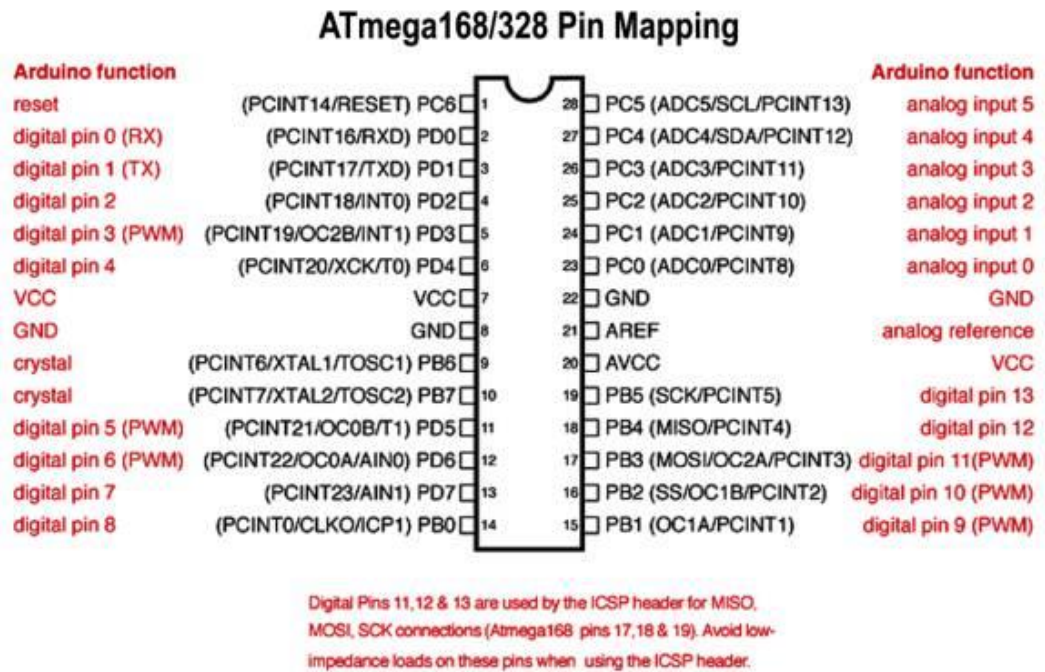 ATmega168/328 Pin Mapping
Arduino function Arduino function
reset (PCINT14/RESET) PC6 1 28 PC5 (ADC5/SCL/PCINT13) analog input 5
digital pin 0 (RX) (PCINT16/RXD) PD0 2 27 PC4 (ADC4/SDA/PCINT12) analog input 4
digital pin 1 (TX) (PCINT17/TXD) PD1 3 26 PC3 (ADC3/PCINT11) analog input 3
digital pin 2 (PCINT18/INT0) PD2 4 25 PC2 (ADC2/PCINT10) analog input 2
digital pin 3 (PWM) (PCINT19/OC2B/INT1) PD3 5 24 PC1 (ADC1/PCINT9) analog input 1
digital pin 4 (PCINT20/XCK/T0) PD4 6 23 PC0 (ADC0/PCINT8) analog input 0
VCC VCC 7 22 GND GND
GND GND 8 21 AREF analog reference
crystal (PCINT6/XTAL1/TOSC1) PB6 9 20 AVCC VCC
crystal (PCINT7/XTAL2/TOSC2) PB7 10 19 PB5 (SCK/PCINT5) digital pin 13
digital pin 5 (PWM) (PCINT21/OC0B/T1) PD5 11 18 PB4 (MISO/PCINT4) digital pin 12
digital pin 6 (PWM) (PCINT22/OC0A/AIN0) PD6 12 17 PB3 (MOSI/OC2A/PCINT3) digital pin 11(PWM)
digital pin 7 (PCINT23/AIN1) PD7 13 16 PB2 (SS/OC1B/PCINT2) digital pin 10 (PWM)
digital pin 8 (PCINT0/CLKO/ICP1) PB0 14 15 PB1 (OC1A/PCINT1) digital pin 9 (PWM)
Digital Pins 11,12 & 13 are used by the ICSP header for MISO,
MOSI, SCK connections (Atmega168 pins 17,18 & 19). Avoid low-
impedance loads on these pins when using the ICSP header.